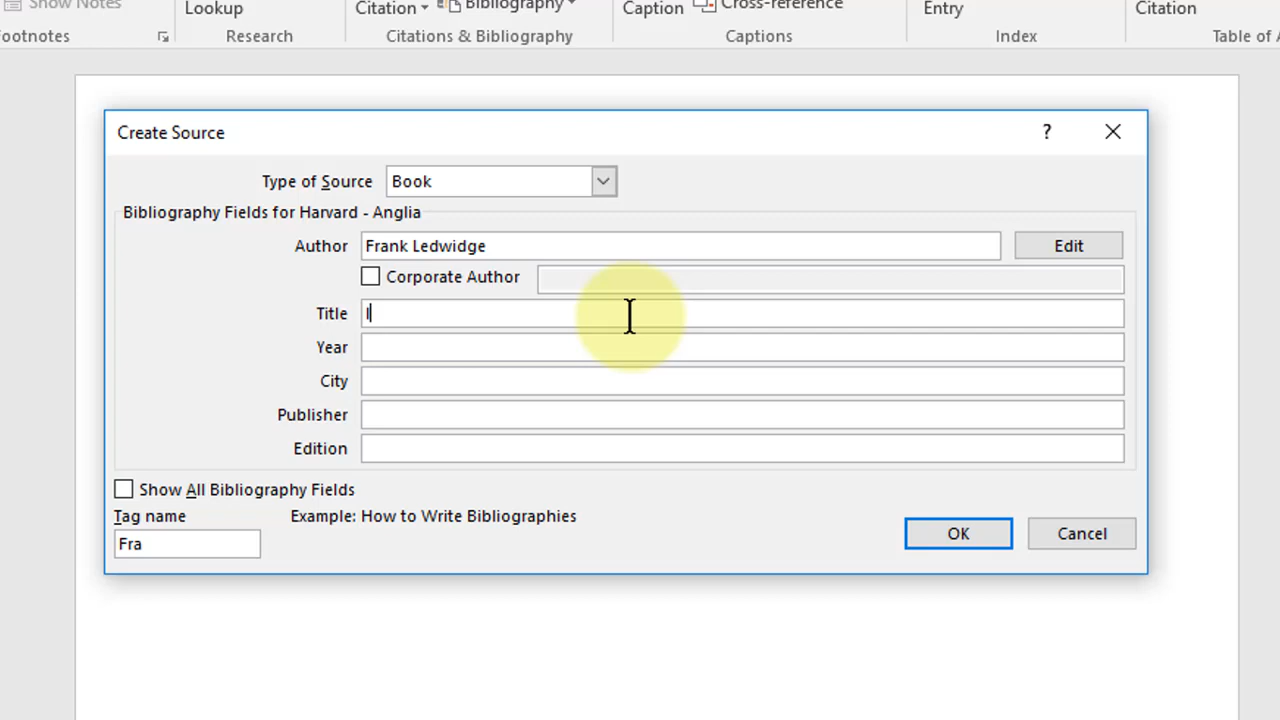 Show Notes
Lookup
Citation
Bibliography
Caption
Cross-reference
Entry
Citation
ootnotes
Research
Citations & Bibliography
Captions
Index
Table of A
Create Source
?
Type of Source Book
Bibliography Fields for Harvard - Anglia
Author Frank Ledwidge Edit
Corporate Author
Title I
Year
City
Publisher
Edition
Show All Bibliography Fields
Tag name Example: How to Write Bibliographies
Fra
OK Cancel